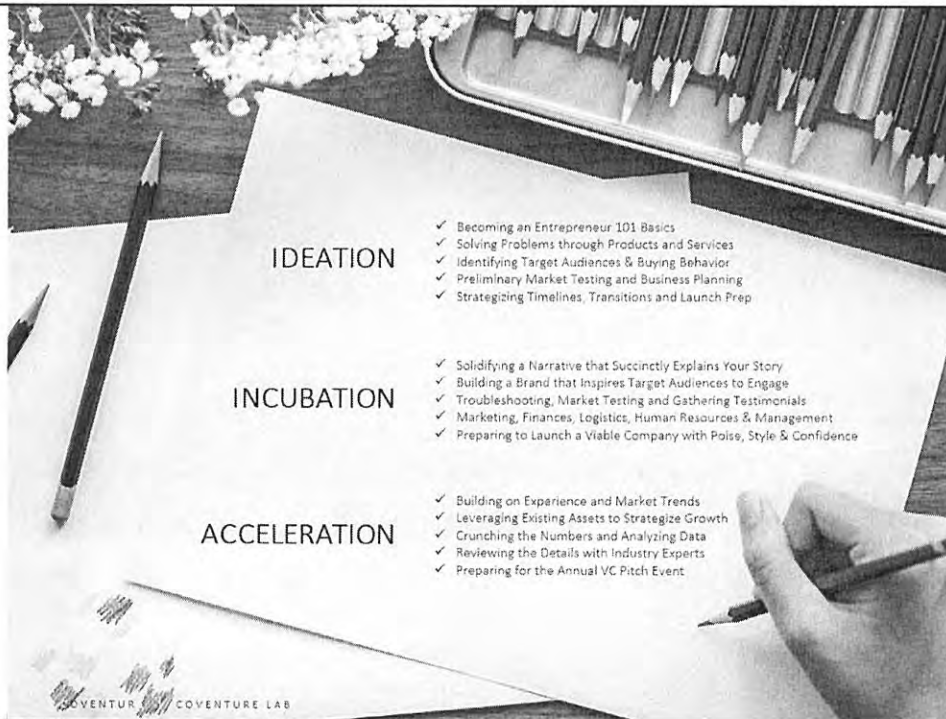 IDEATION
✓ Becoming an Entrepreneur 101 Basics
✓ Solving Problems through Products and Services
✓ Identifying Target Audiences & Buying Behavior
✓ Preliminary Market Testing and Business Planning
✓ Strategizing Timelines, Transitions and Launch Prep
INCUBATION
✓ Solidifying a Narrative that Succinctly Explains Your Story
✓ Building a Brand that Inspires Target Audiences to Engage
✓ Troubleshooting, Market Testing and Gathering Testimonials
✓ Marketing, Finances, Logistics, Human Resources & Management
✓ Preparing to Launch a Viable Company with Poise, Style & Confidence
ACCELERATION
✓ Building on Experience and Market Trends
✓ Leveraging Existing Assets to Strategize Growth
✓ Crunching the Numbers and Analyzing Data
✓ Reviewing the Details with Industry Experts
✓ Preparing for the Annual VC Pitch Event
COVENTURE LAB